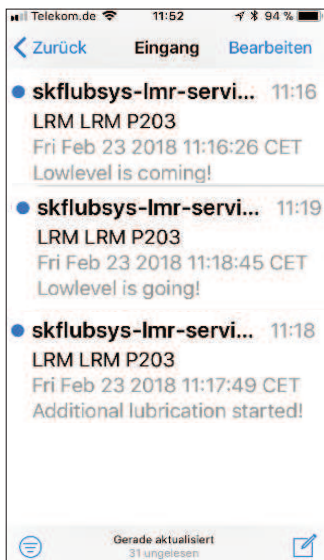 Telekom.de 11:52 94 %
Zurück Eingang Bearbeiten
skflubsys-lmr-servi... 11:16
LRM LRM P203
Fri Feb 23 2018 11:16:26 CET
Lowlevel is coming!
skflubsys-lmr-servi... 11:19
LRM LRM P203
Fri Feb 23 2018 11:18:45 CET
Lowlevel is going!
skflubsys-lmr-servi... 11:18
LRM LRM P203
Fri Feb 23 2018 11:17:49 CET
Additional lubrication started!
Gerade aktualisiert
31 ungelesen